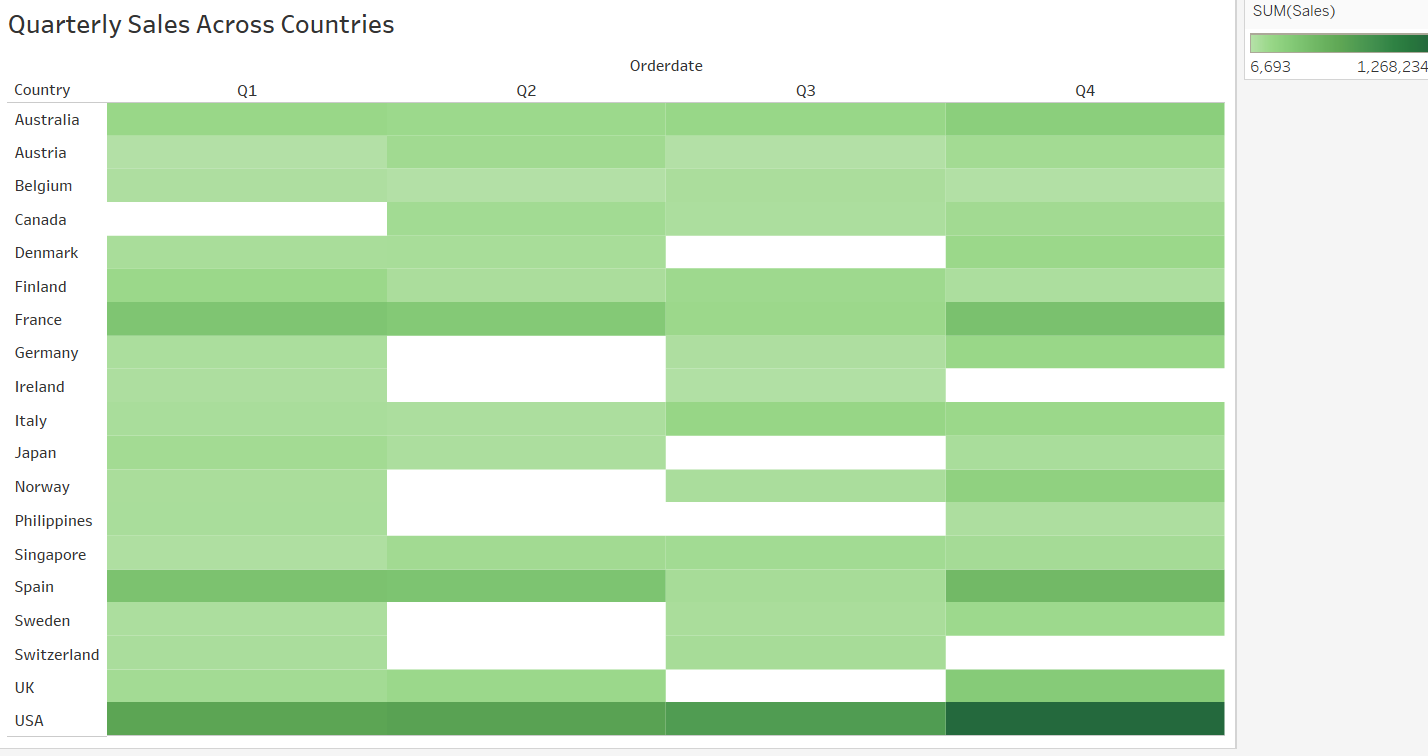 Quarterly Sales Across Countries
SUM(Sales)
6,693 1,268,234
Orderdate
Country Q1 Q2 Q3 Q4
Australia
Austria
Belgium
Canada
Denmark
Finland
France
Germany
Ireland
Italy
Japan
Norway
Philippines
Singapore
Spain
Sweden
Switzerland
UK
USA